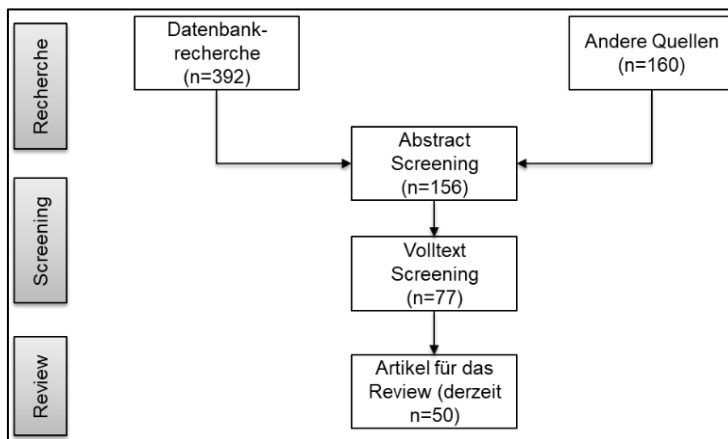 Recherche
Datenbank-
recherche
(n=392)
Andere Quellen
(n=160)
Abstract
Screening
(n=156)
Screening
Volltext
Screening
(n=77)
Review
Artikel für das
Review (derzeit
n=50)